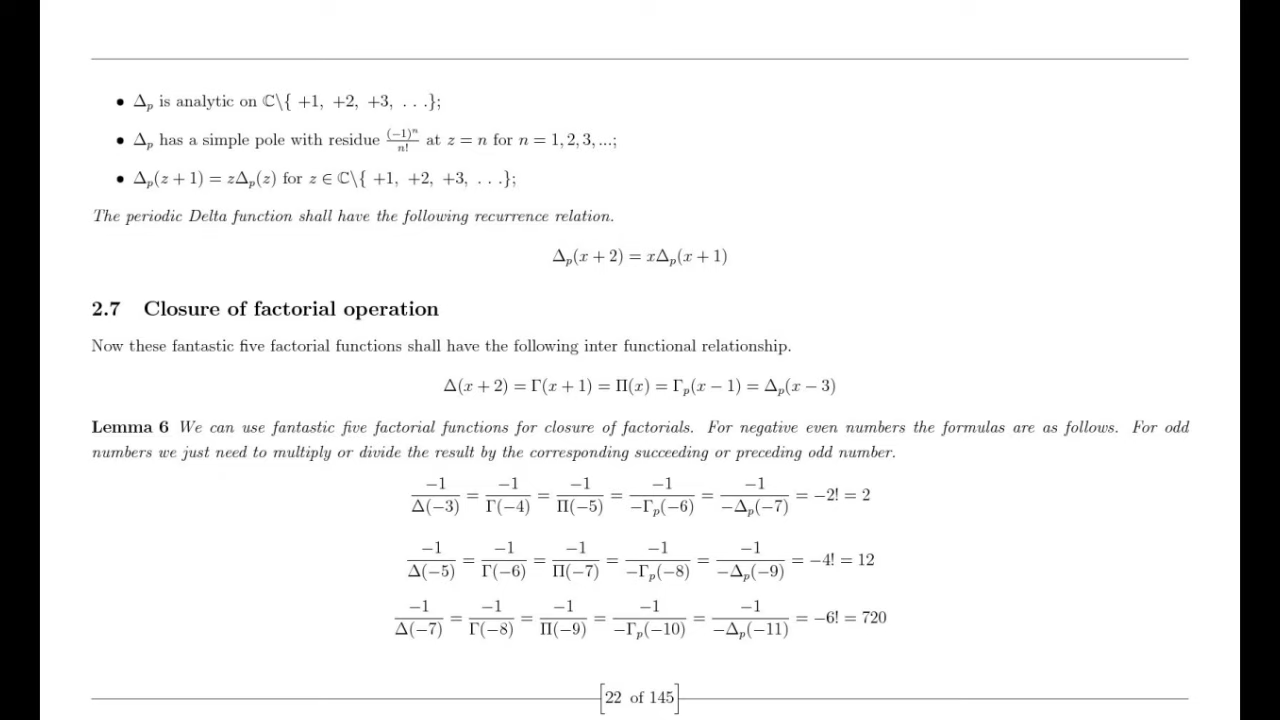 • Δ_p is analytic on ℂ\{ +1, +2, +3, . . .};
• Δ_p has a simple pole with residue (−1)^n/n! at z = n for n = 1, 2, 3, ...;
• Δ_p(z + 1) = zΔ_p(z) for z ∈ ℂ\{ +1, +2, +3, . . .};
The periodic Delta function shall have the following recurrence relation.
Δ_p(x + 2) = xΔ_p(x + 1)
2.7 Closure of factorial operation
Now these fantastic five factorial functions shall have the following inter functional relationship.
Δ(x + 2) = Γ(x + 1) = Π(x) = Γ_p(x − 1) = Δ_p(x − 3)
Lemma 6 We can use fantastic five factorial functions for closure of factorials. For negative even numbers the formulas are as follows. For odd
numbers we just need to multiply or divide the result by the corresponding succeeding or preceding odd number.
−1/Δ(−3) = −1/Γ(−4) = −1/Π(−5) = −1/−Γ_p(−6) = −1/−Δ_p(−7) = −2! = 2
−1/Δ(−5) = −1/Γ(−6) = −1/Π(−7) = −1/−Γ_p(−8) = −1/−Δ_p(−9) = −4! = 12
−1/Δ(−7) = −1/Γ(−8) = −1/Π(−9) = −1/−Γ_p(−10) = −1/−Δ_p(−11) = −6! = 720
22 of 145